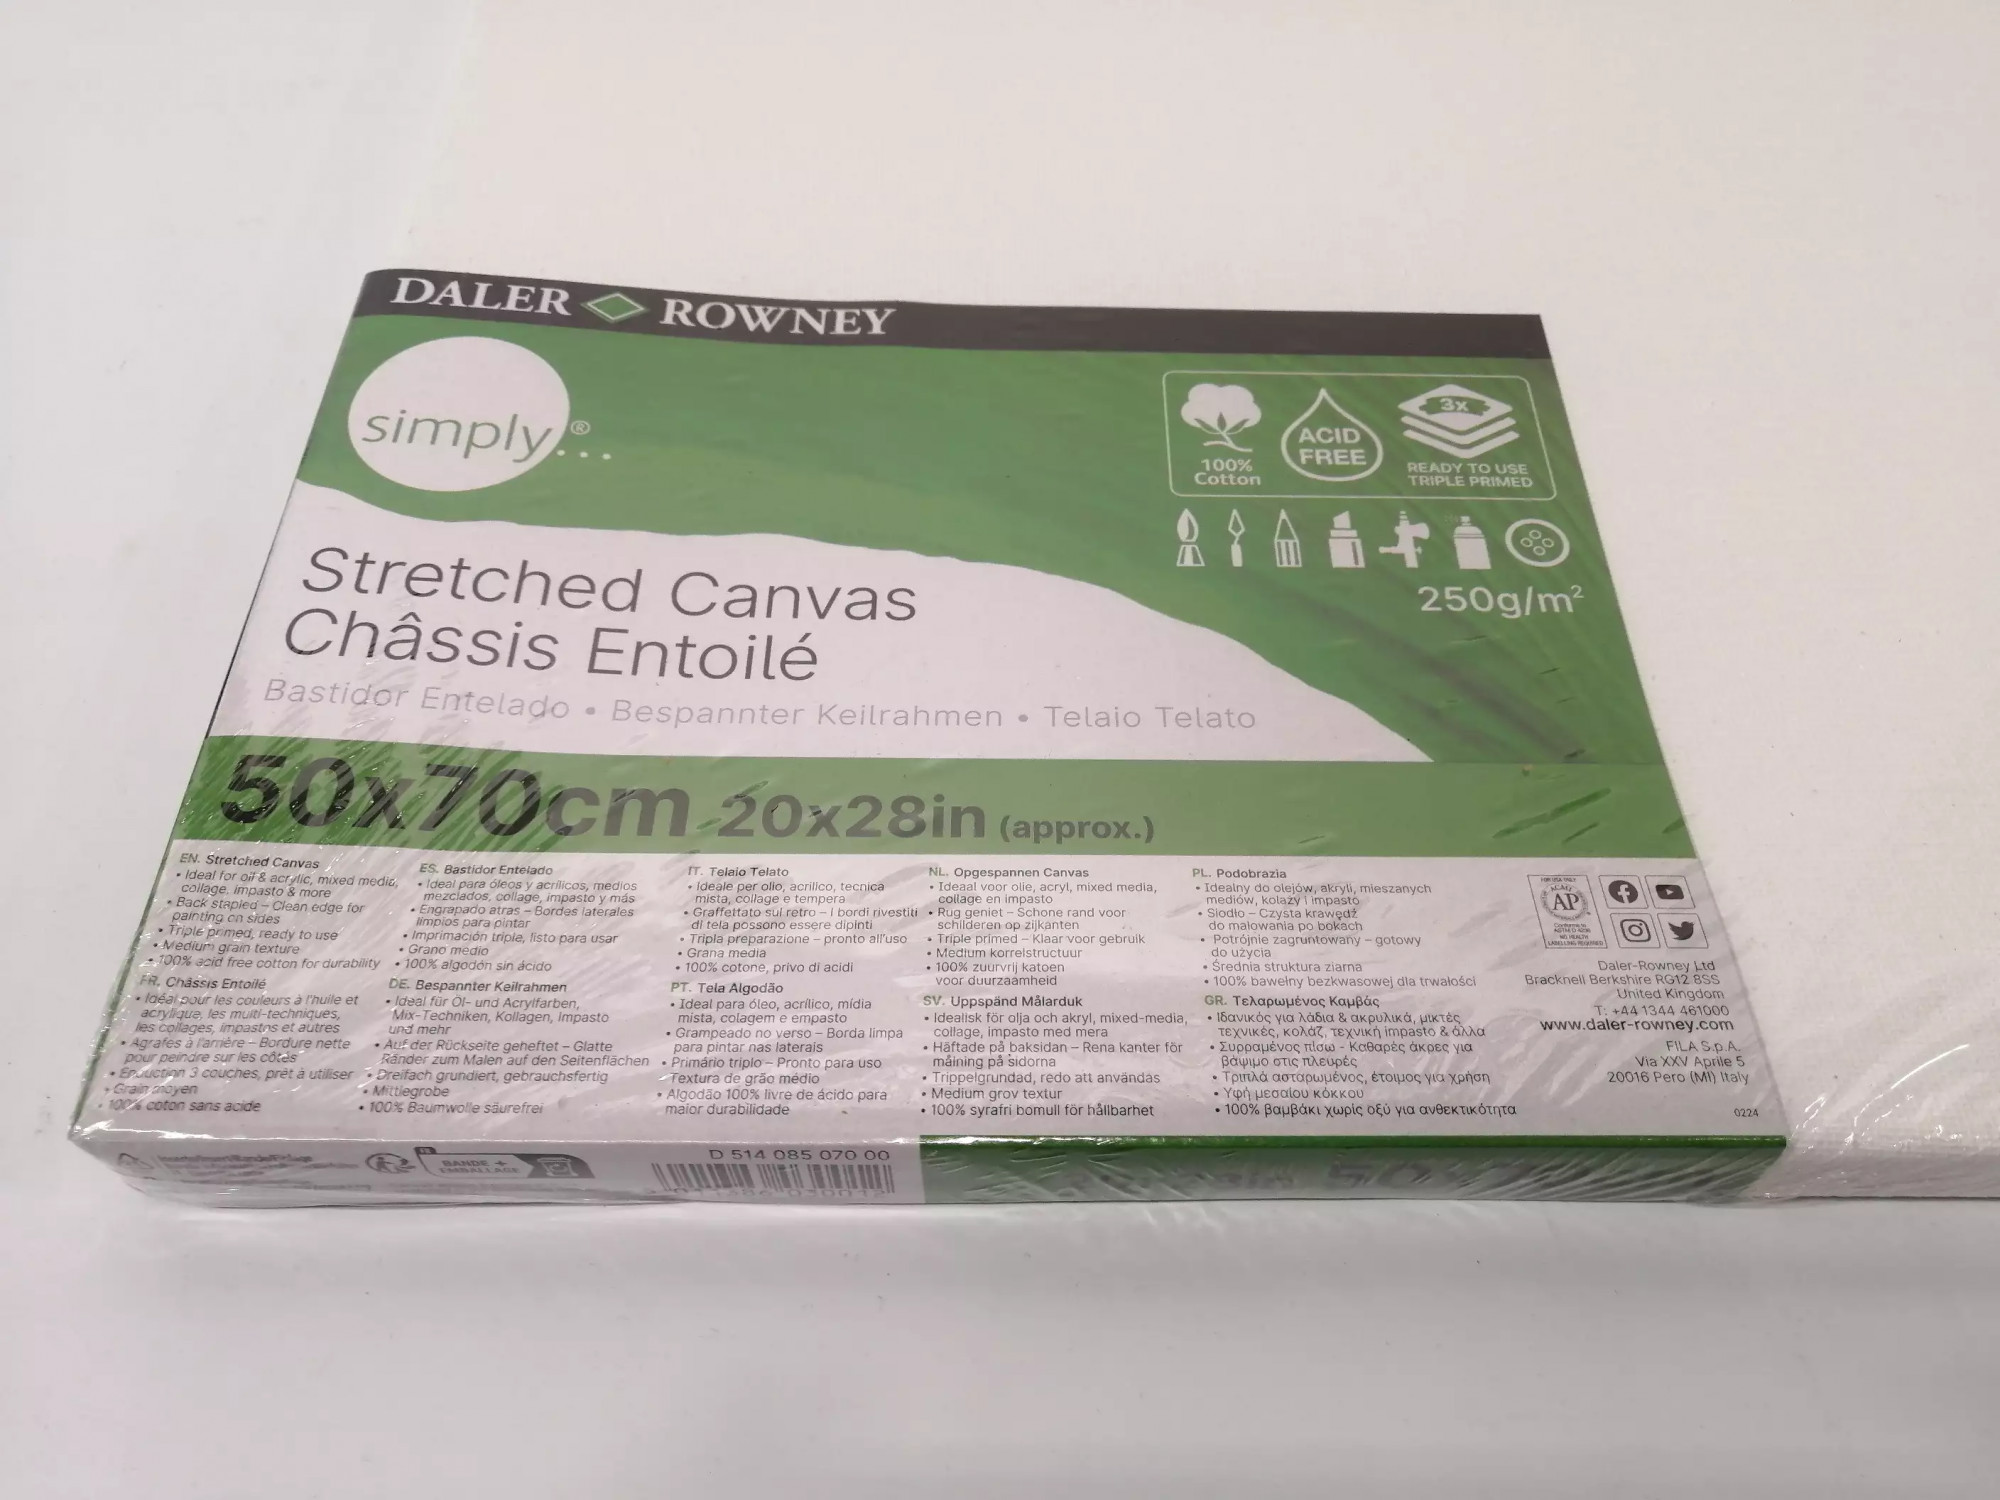 DALER ROWNEY
simply...®
100% Cotton
ACID FREE
3x
READY TO USE
TRIPLE PRIMED
250g/m²
Stretched Canvas
Châssis Entoilé
Bastidor Entelado • Bespannter Keilrahmen • Telaio Telato
50x70cm 20x28in (approx.)
EN. Stretched Canvas
• Ideal for oil & acrylic, mixed media,
collage, impasto & more
• Back stapled – Clean edge for
painting on sides
• Triple primed, ready to use
• Medium grain texture
• 100% acid free cotton for durability
FR. Châssis Entoilé
• Idéal pour les couleurs à l'huile et
acrylique, les multi-techniques,
les collages, impastos et autres
• Agrafes à l'arrière – Bordure nette
pour peindre sur les côtés
• Enduction 3 couches, prêt à utiliser
• Grain moyen
• 100% coton sans acide
ES. Bastidor Entelado
• Ideal para óleos y acrílicos, medios
mezclados, collage, impasto y más
• Engrapado atras – Bordes laterales
limpios para pintar
• Imprimación triple, listo para usar
• Grano medio
• 100% algodón sin ácido
DE. Bespannter Keilrahmen
• Ideal für Öl- und Acrylfarben,
Mix-Techniken, Kollagen, Impasto
und mehr
• Auf der Rückseite geheftet – Glatte
Ränder zum Malen auf den Seitenflächen
• Dreifach grundiert, gebrauchsfertig
• Mittlegrobe
• 100% Baumwolle säurefrei
IT. Telaio Telato
• Ideale per olio, acrilico, tecnica
mista, collage e tempera
• Graffettato sul retro – I bordi rivestiti
di tela possono essere dipinti
• Tripla preparazione – pronto all'uso
• Grana media
• 100% cotone, privo di acidi
PT. Tela Algodão
• Ideal para óleo, acrílico, mídia
mista, colagem e empasto
• Grampeado no verso – Borda limpa
para pintar nas laterais
• Primário triplo – Pronto para uso
Textura de grão médio
• Algodão 100% livre de ácido para
maior durabilidade
NL. Opgespannen Canvas
• Ideaal voor olie, acryl, mixed media,
collage en impasto
• Rug geniet – Schone rand voor
schilderen op zijkanten
• Triple primed – Klaar voor gebruik
• Medium korrelstructuur
• 100% zuurvrij katoen
voor duurzaamheid
SV. Uppspänd Målarduk
• Idealisk för olja och akryl, mixed-media,
collage, impasto med mera
• Häftade på baksidan – Rena kanter för
målning på sidorna
• Trippelgrundad, redo att användas
• Medium grov textur
• 100% syrafri bomull för hållbarhet
PL. Podobrazia
• Idealny do olejów, akryli, mieszanych
mediów, kolaży i impasto
• Siodło – Czysta krawędź
do malowania po bokach
• Potrójnie zagruntowany – gotowy
do użycia
• Średnia struktura ziarna
• 100% bawełny bezkwasowej dla trwałości
GR. Τελαρωμένος Καμβάς
• Ιδανικός για λάδια & ακρυλικά, μικτές
τεχνικές, κολάζ, τεχνική impasto & άλλα
• Συρραμένος πίσω - Καθαρές άκρες για
βάψιμο στις πλευρές
• Τριπλά ασταρωμένος, έτοιμος για χρήση
• Υφή μεσαίου κόκκου
• 100% βαμβάκι χωρίς οξύ για ανθεκτικότητα
AP
Daler-Rowney Ltd
Bracknell Berkshire RG12 8SS
United Kingdom
T: +44 1344 461000
www.daler-rowney.com
FILA S.p.A.
Via XXV Aprile 5
20016 Pero (MI) Italy
0224
BANDE +
EMBALLAGE
D 514 085 070 00